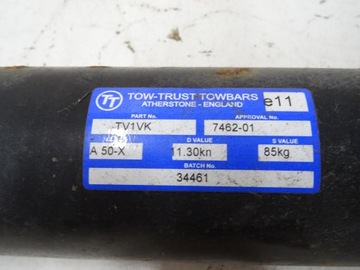 TT TOW-TRUST TOWBARS e11
ATHERSTONE - ENGLAND
PART No. APPROVAL No.
TV1VK 7462-01
D VALUE S VALUE
A 50-X 11.30kn 85kg
BATCH No.
34461